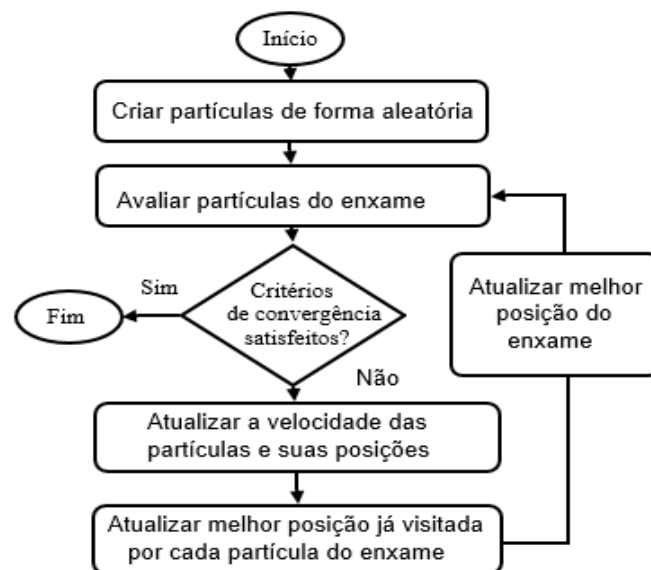 Início
Criar partículas de forma aleatória
Avaliar partículas do enxame
Critérios
de convergência
satisfeitos?
Sim
Fim
Não
Atualizar a velocidade das
partículas e suas posições
Atualizar melhor posição já visitada
por cada partícula do enxame
Atualizar melhor
posição do
enxame